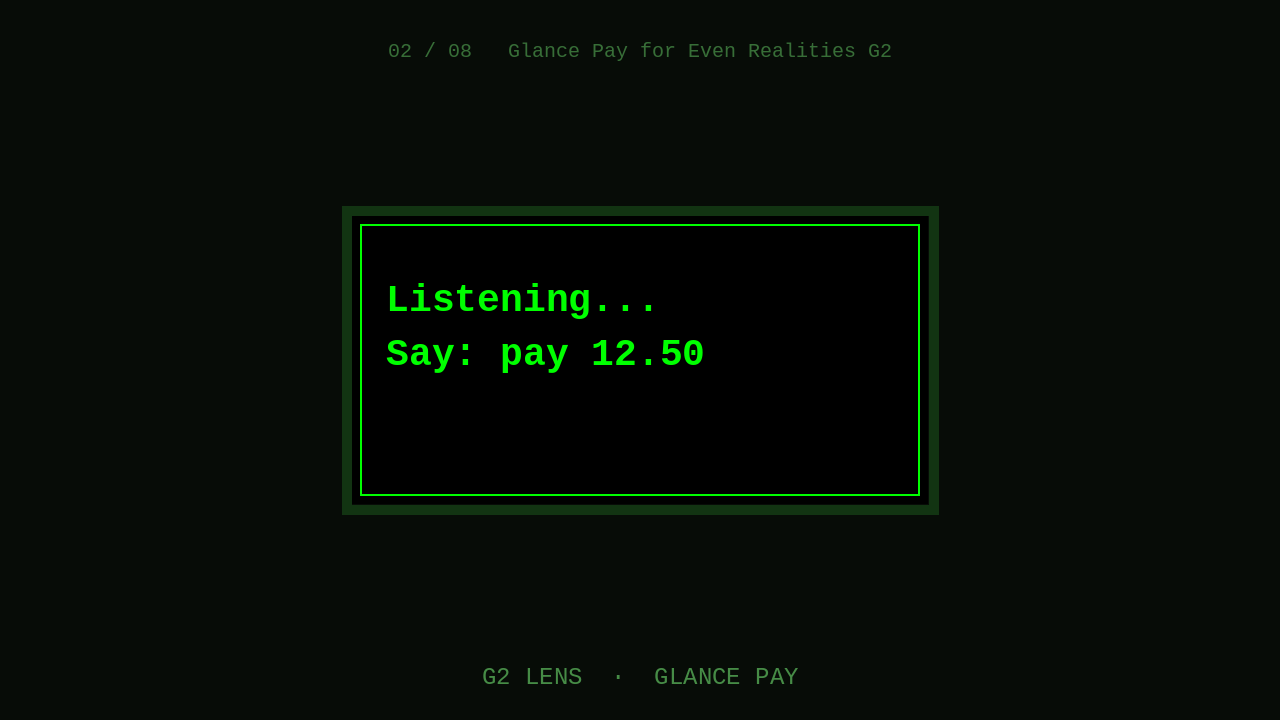 02 / 08   Glance Pay for Even Realities G2
Listening...
Say: pay 12.50
G2 LENS  ·  GLANCE PAY